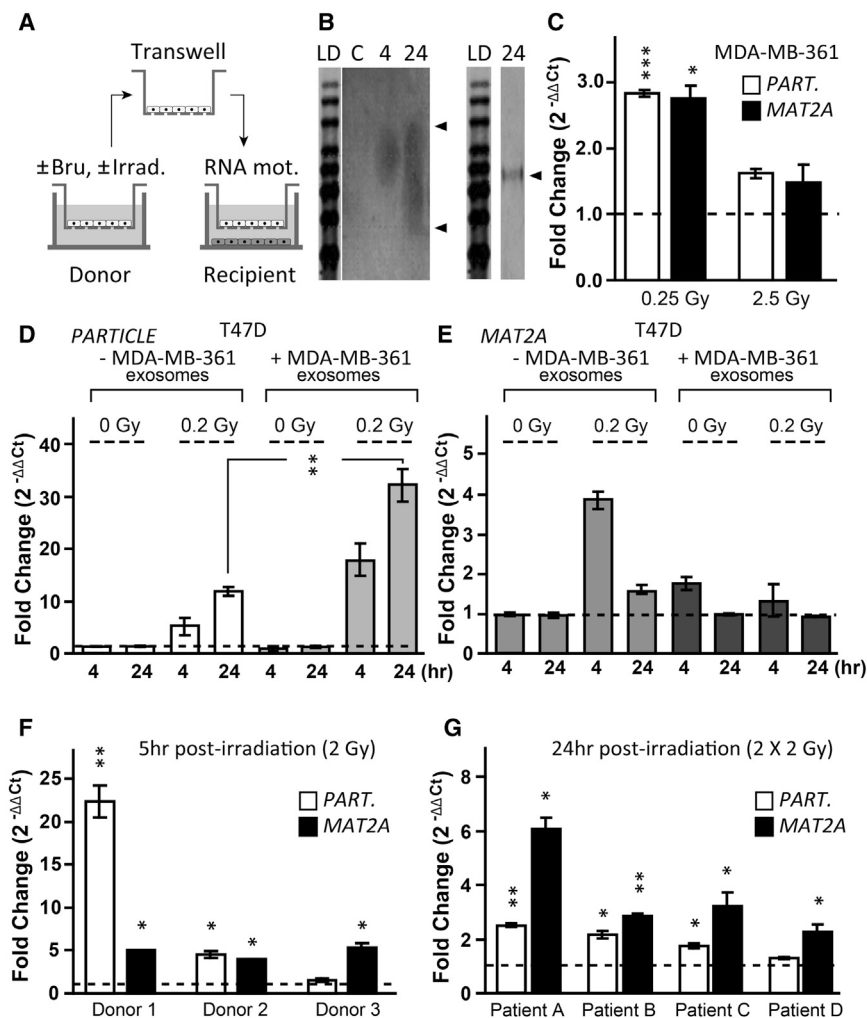 A
Transwell
±Bru, ±Irrad.
RNA mot.
Donor
Recipient
B
LD C 4 24
LD 24
C
MDA-MB-361
PART.
MAT2A
Fold Change (2 -ΔΔCt)
3.0
2.0
1.0
0.0
***
*
0.25 Gy
2.5 Gy
D
PARTICLE
T47D
- MDA-MB-361
exosomes
+ MDA-MB-361
exosomes
0 Gy
0.2 Gy
0 Gy
0.2 Gy
**
Fold Change (2 -ΔΔCt)
40
30
20
10
0
4 24 4 24 4 24 4 24 (hr)
E
MAT2A
T47D
- MDA-MB-361
exosomes
+ MDA-MB-361
exosomes
0 Gy
0.2 Gy
0 Gy
0.2 Gy
Fold Change (2 -ΔΔCt)
5
4
3
2
1
0
4 24 4 24 4 24 4 24 (hr)
F
5hr post-irradiation (2 Gy)
PART.
MAT2A
Fold Change (2 -ΔΔCt)
25
20
15
10
5
0
**
*
*
*
*
Donor 1
Donor 2
Donor 3
G
24hr post-irradiation (2 X 2 Gy)
PART.
MAT2A
Fold Change (2 -ΔΔCt)
8
6
4
2
0
**
*
*
**
*
*
*
Patient A
Patient B
Patient C
Patient D